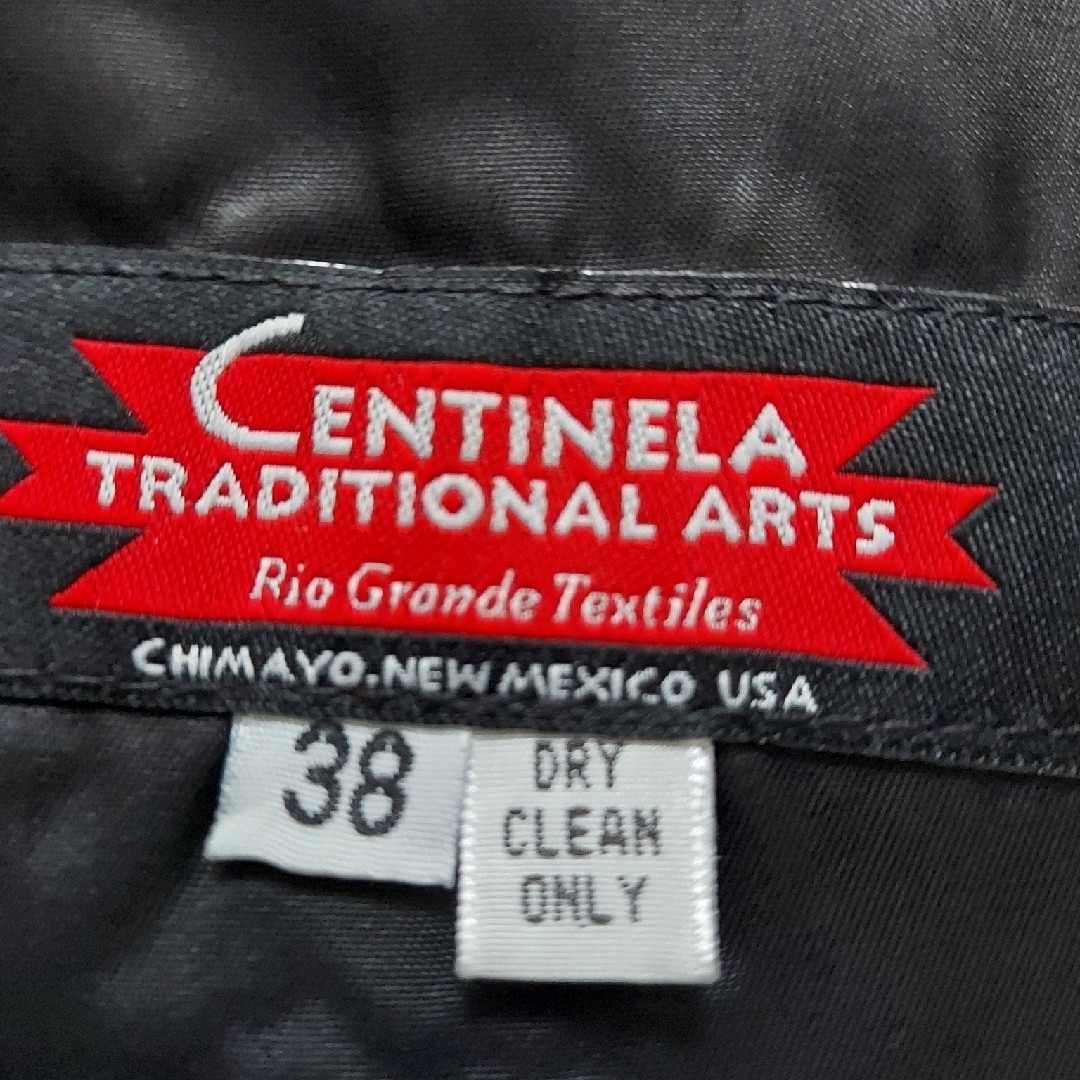 CENTINELA
TRADITIONAL ARTS
Rio Grande Textiles
CHIMAYO.NEW MEXICO USA
38
DRY
CLEAN
ONLY